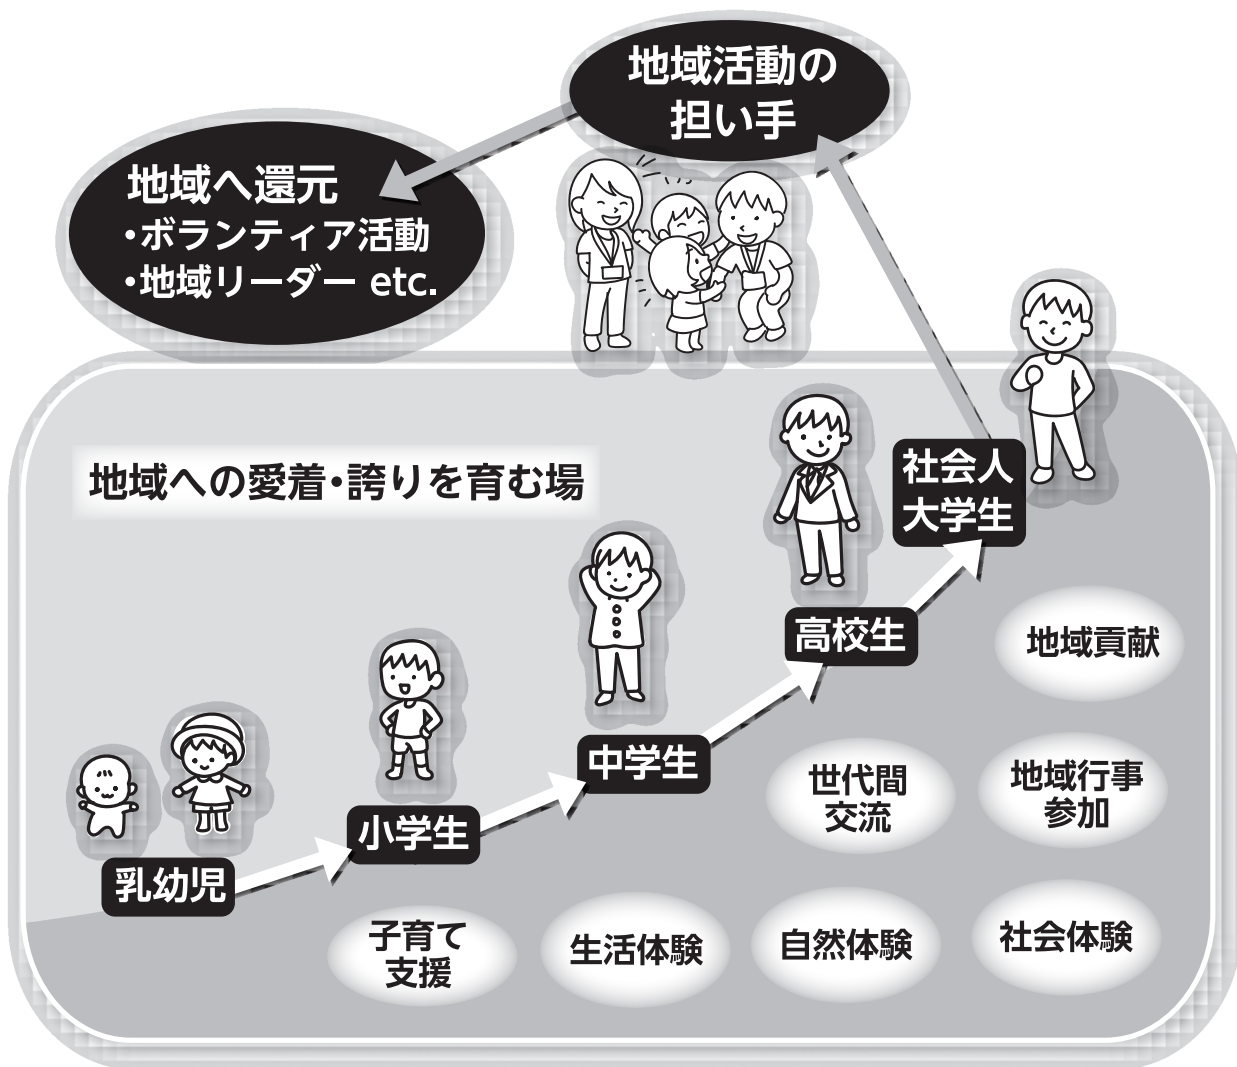 地域活動の
担い手
地域へ還元
・ボランティア活動
・地域リーダー etc.
地域への愛着・誇りを育む場
社会人
大学生
高校生
中学生
小学生
乳幼児
地域貢献
世代間
交流
地域行事
参加
子育て
支援
生活体験
自然体験
社会体験